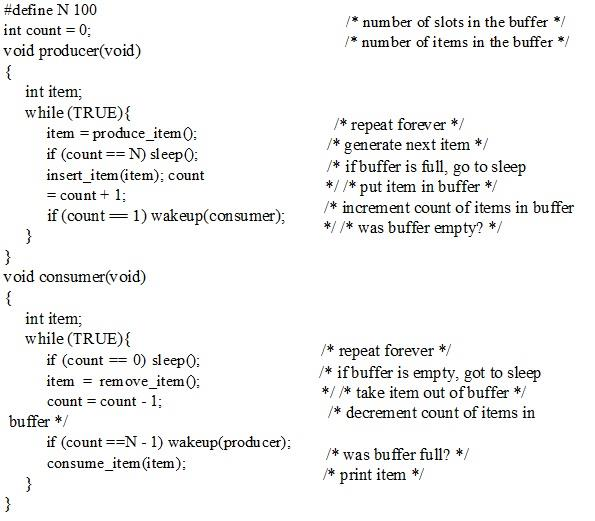 #define N 100 /* number of slots in the buffer */
int count = 0; /* number of items in the buffer */
void producer(void)
{
int item;
while (TRUE){ /* repeat forever */
item = produce_item(); /* generate next item */
if (count == N) sleep(); /* if buffer is full, go to sleep
insert_item(item); count */ /* put item in buffer */
= count + 1; /* increment count of items in buffer
if (count == 1) wakeup(consumer); */ /* was buffer empty? */
}
}
void consumer(void)
{
int item;
while (TRUE){ /* repeat forever */
if (count == 0) sleep(); /* if buffer is empty, got to sleep
item = remove_item(); */ /* take item out of buffer */
count = count - 1; /* decrement count of items in
buffer */
if (count ==N - 1) wakeup(producer); /* was buffer full? */
consume_item(item); /* print item */
}
}